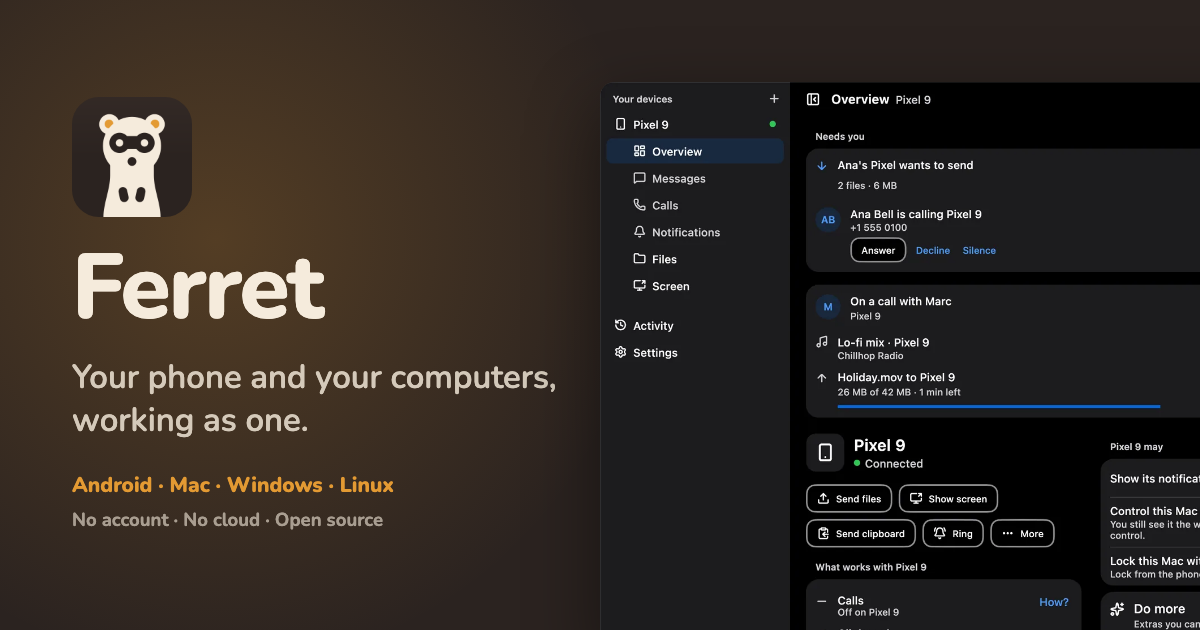 Ferret
Your phone and your computers,
working as one.
Android · Mac · Windows · Linux
No account · No cloud · Open source
Your devices
Pixel 9
Overview
Messages
Calls
Notifications
Files
Screen
Activity
Settings
Overview Pixel 9
Needs you
Ana's Pixel wants to send
2 files · 6 MB
AB
Ana Bell is calling Pixel 9
+1 555 0100
Answer Decline Silence
M
On a call with Marc
Pixel 9
Lo-fi mix · Pixel 9
Chillhop Radio
Holiday.mov to Pixel 9
26 MB of 42 MB · 1 min left
Pixel 9
Connected
Send files Show screen
Send clipboard Ring More
What works with Pixel 9
Calls How?
Off on Pixel 9
Pixel 9 may
Show its
Control this Mac
You still see it the
control.
Lock this Mac
Lock from the
Do more
Extras you